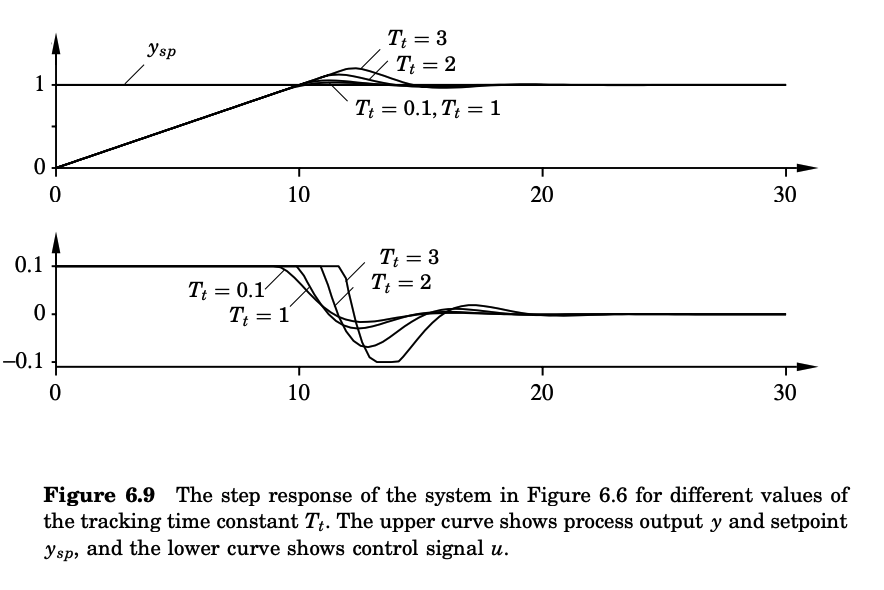 T_t = 3
y_sp
T_t = 2
1
T_t = 0.1, T_t = 1
0
0 10 20 30
T_t = 3
0.1
T_t = 2
T_t = 0.1
0
T_t = 1
−0.1
0 10 20 30
Figure 6.9 The step response of the system in Figure 6.6 for different values of
the tracking time constant T_t. The upper curve shows process output y and setpoint
y_sp, and the lower curve shows control signal u.